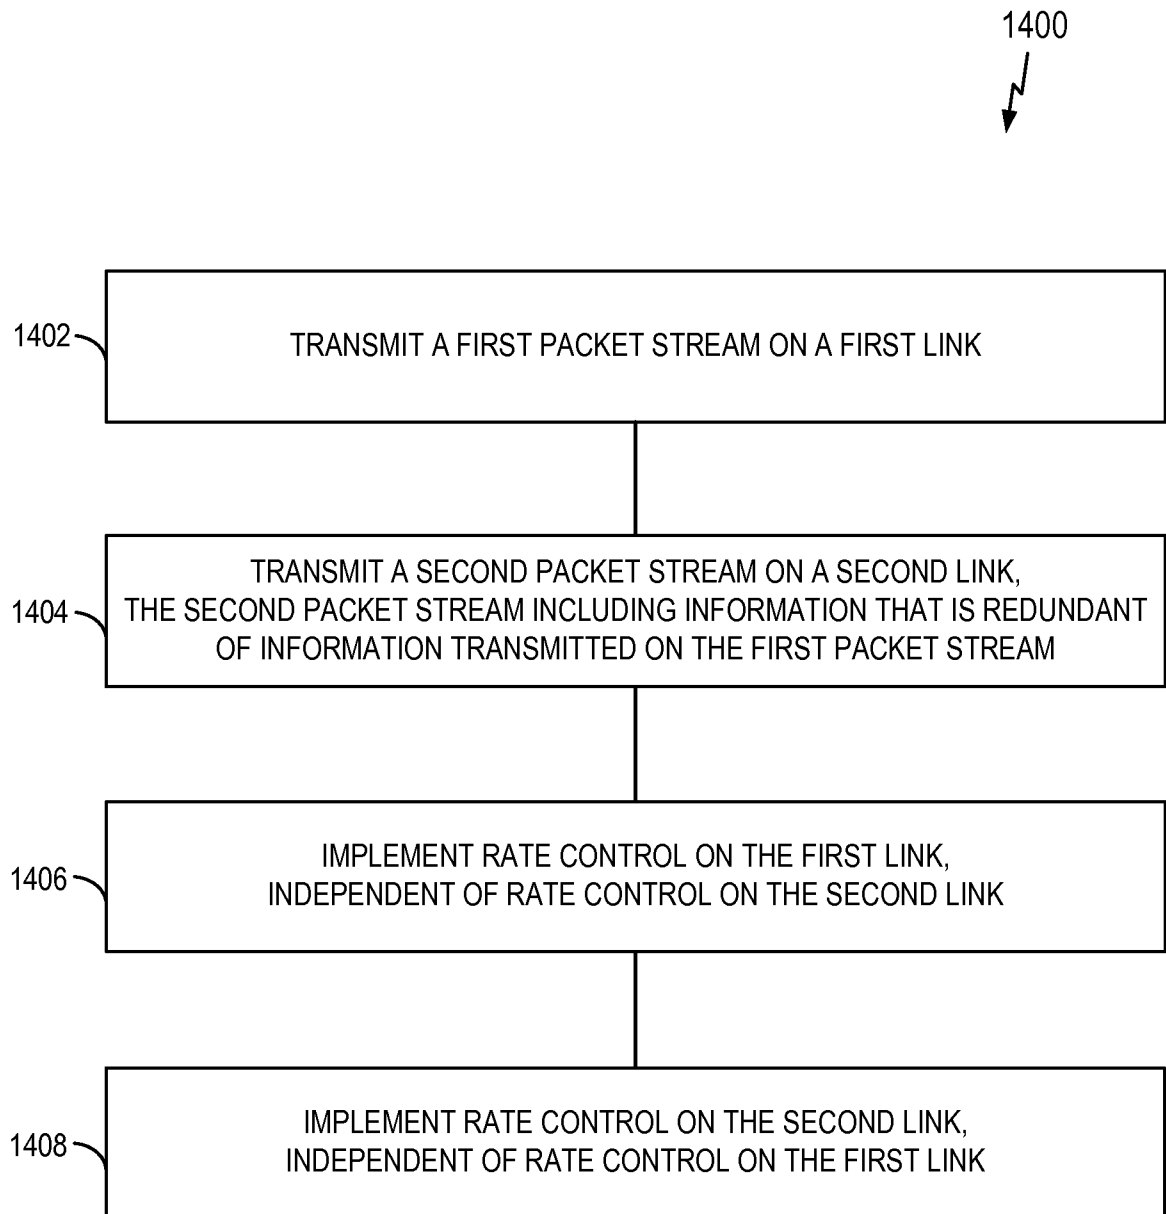 1400
1402
TRANSMIT A FIRST PACKET STREAM ON A FIRST LINK
1404
TRANSMIT A SECOND PACKET STREAM ON A SECOND LINK,
THE SECOND PACKET STREAM INCLUDING INFORMATION THAT IS REDUNDANT
OF INFORMATION TRANSMITTED ON THE FIRST PACKET STREAM
1406
IMPLEMENT RATE CONTROL ON THE FIRST LINK,
INDEPENDENT OF RATE CONTROL ON THE SECOND LINK
1408
IMPLEMENT RATE CONTROL ON THE SECOND LINK,
INDEPENDENT OF RATE CONTROL ON THE FIRST LINK